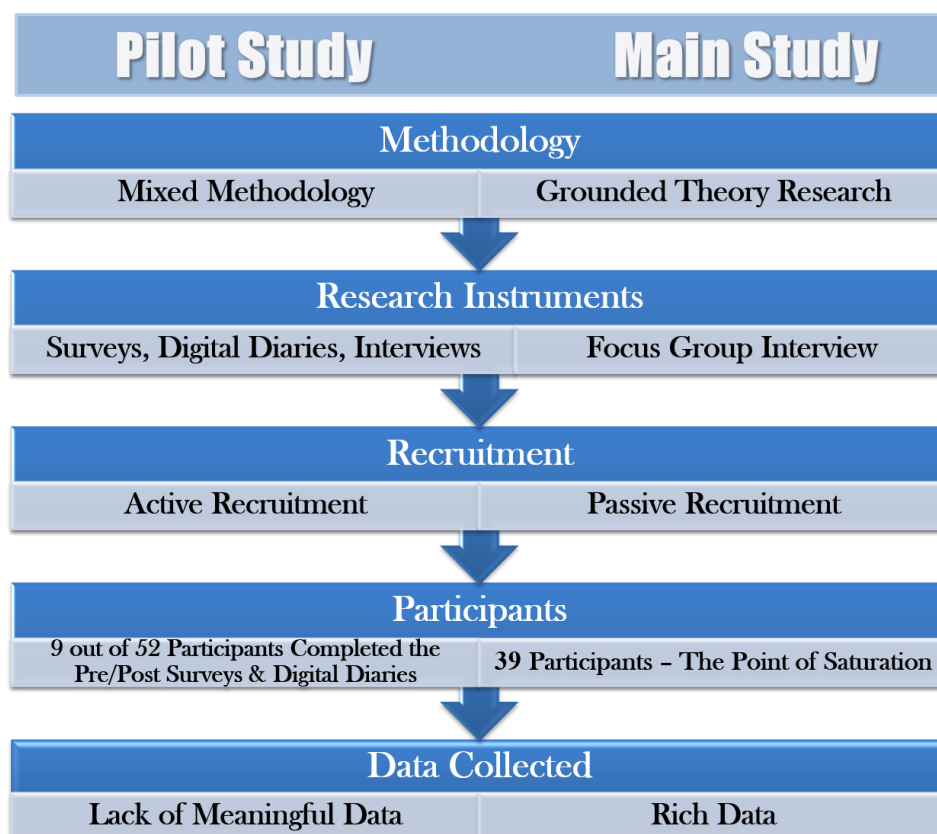 Pilot Study Main Study
Methodology
Mixed Methodology Grounded Theory Research
Research Instruments
Surveys, Digital Diaries, Interviews Focus Group Interview
Recruitment
Active Recruitment Passive Recruitment
Participants
9 out of 52 Participants Completed the
Pre/Post Surveys & Digital Diaries
39 Participants – The Point of Saturation
Data Collected
Lack of Meaningful Data Rich Data